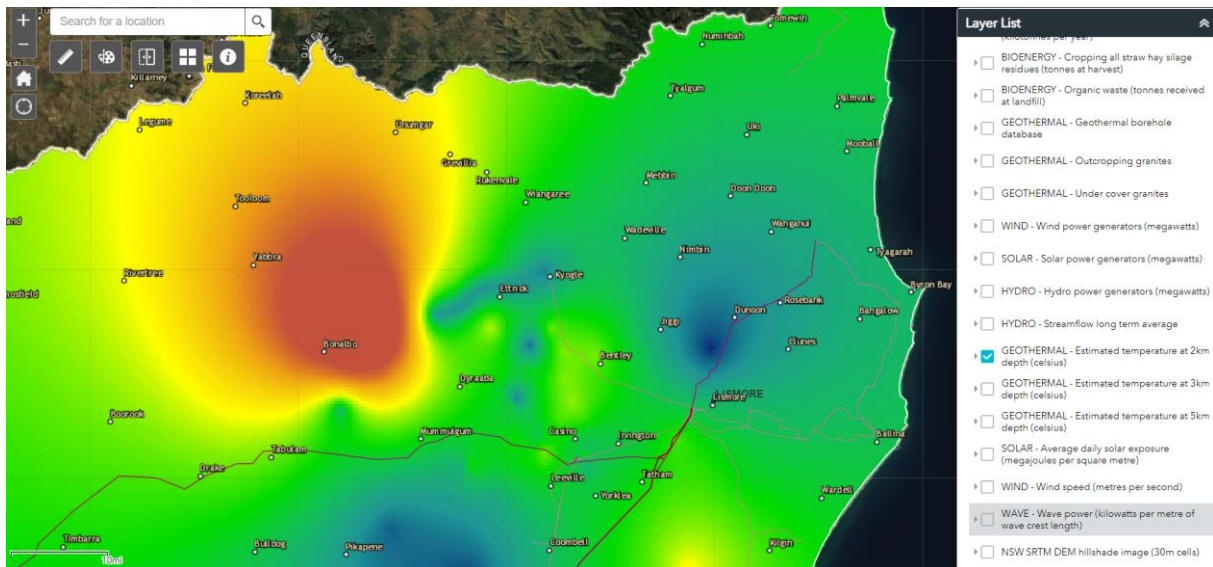 Search for a location
Layer List
(kilotonnes per year)
BIOENERGY - Cropping all straw hay silage
residues (tonnes at harvest)
BIOENERGY - Organic waste (tonnes received
at landfill)
GEOTHERMAL - Geothermal borehole
database
GEOTHERMAL - Outcropping granites
GEOTHERMAL - Under cover granites
WIND - Wind power generators (megawatts)
SOLAR - Solar power generators (megawatts)
HYDRO - Hydro power generators (megawatts)
HYDRO - Streamflow long term average
GEOTHERMAL - Estimated temperature at 2km
depth (celsius)
GEOTHERMAL - Estimated temperature at 3km
depth (celsius)
GEOTHERMAL - Estimated temperature at 5km
depth (celsius)
SOLAR - Average daily solar exposure
(megajoules per square metre)
WIND - Wind speed (metres per second)
WAVE - Wave power (kilowatts per metre of
wave crest length)
NSW SRTM DEM hillshade image (30m cells)
QUEENSLAND
Tomewin
Numinbah
Killarney
Koreelah
Tyalgum
Palmvale
Legume
Unumgar
Uki
Mooball
Grevillia
Rukenvale
Mebbin
Doon Doon
Wiangaree
Tooloom
Wadeville
Wanganui
Nimbin
Tyagarah
Yabbra
Rivertree
Kyogle
Ettrick
Byron Bay
Rosebank
Dunoon
Bangalow
Jiggi
Clunes
Bonalbo
Bentley
Dyraaba
LISMORE
Lismore
Boorook
Mummulgum
Casino
Irvington
Ballina
Tabulam
Drake
Leeville
Tatham
Yorklea
Wardell
Timbarra
Bulldog
Pikapene
Coombell
Kilgin
10mi